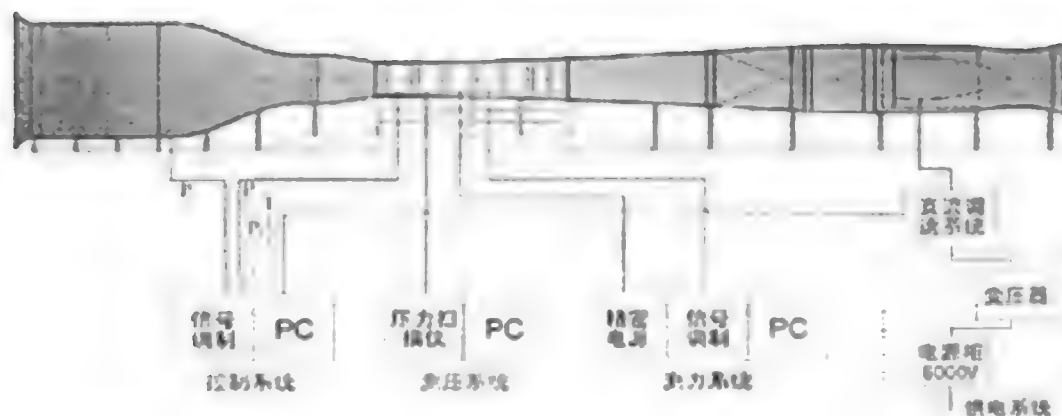 直流调
速系统
变压器
信号
调制
PC
压力扫
描仪
PC
精密
电源
信号
调制
PC
电源柜
6000V
控制系统
测压系统
测力系统
供电系统